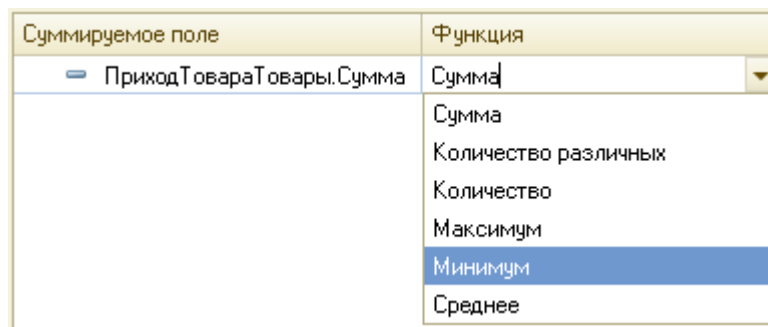 Суммируемое поле Функция
ПриходТовараТовары.Сумма Сумма
Сумма
Количество различных
Количество
Максимум
Минимум
Среднее